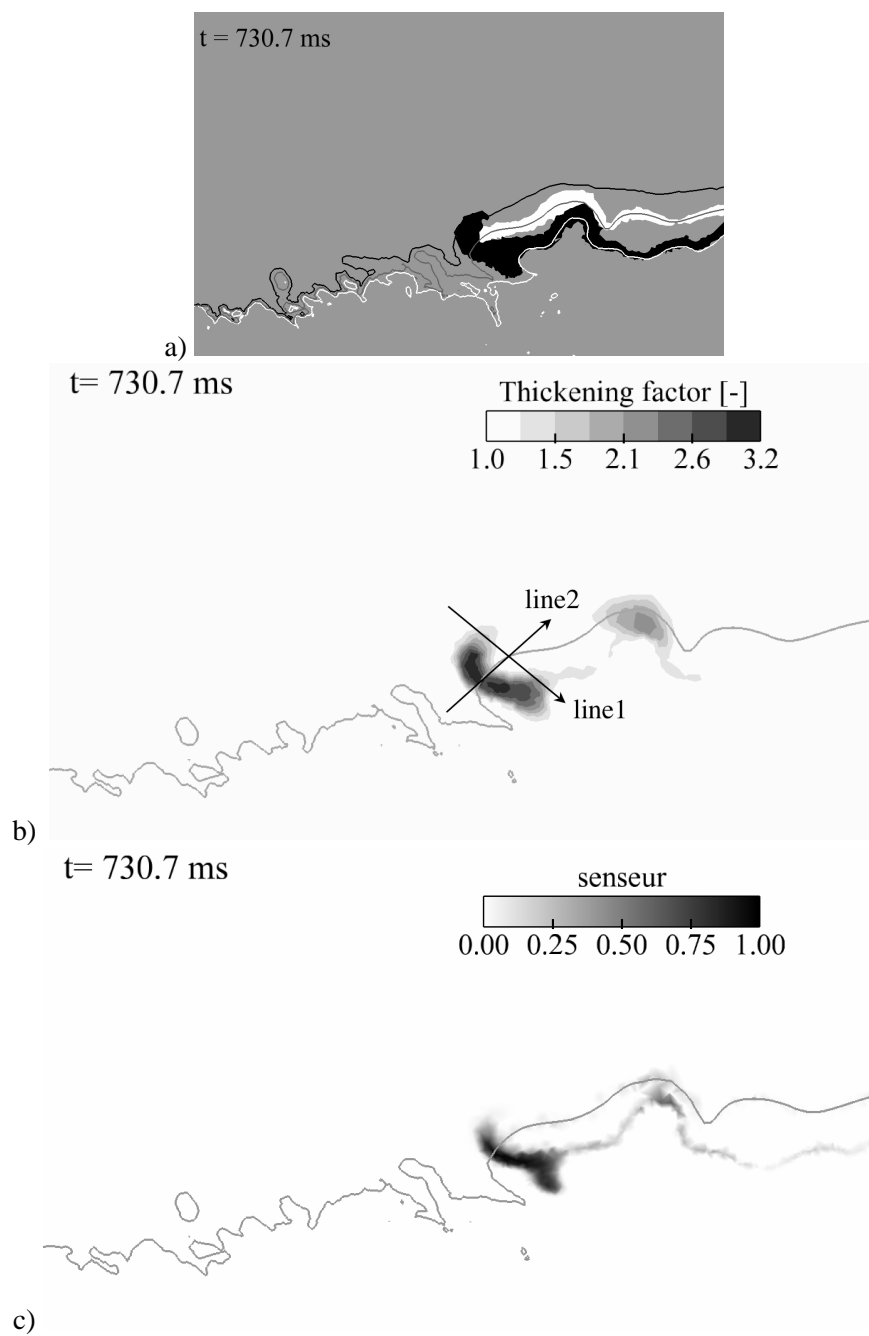 t = 730.7 ms
a)
t= 730.7 ms
Thickening factor [-]
1.0 1.5 2.1 2.6 3.2
line2
line1
b)
t= 730.7 ms
senseur
0.00 0.25 0.50 0.75 1.00
c)